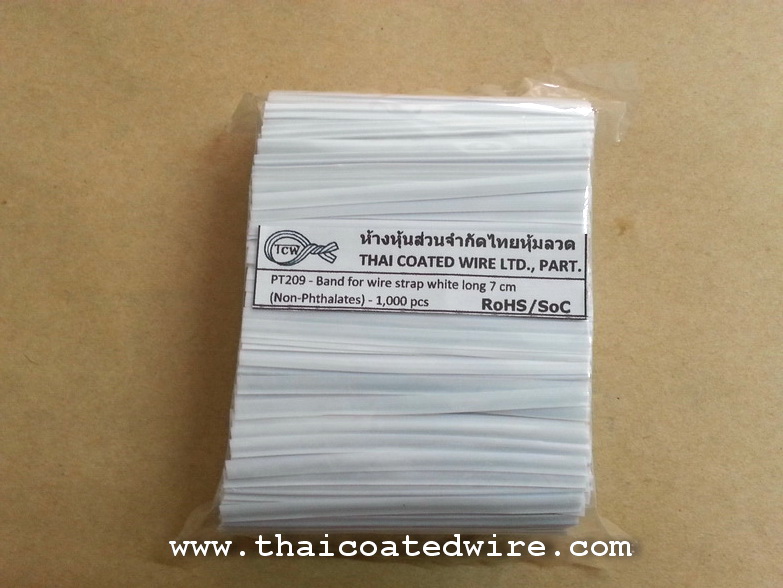 TCW
ห้างหุ้นส่วนจำกัดไทยหุ้มลวด
THAI COATED WIRE LTD., PART.
PT209 - Band for wire strap white long 7 cm
(Non-Phthalates) - 1,000 pcs
RoHS/SoC
www.thaicoatedwire.com